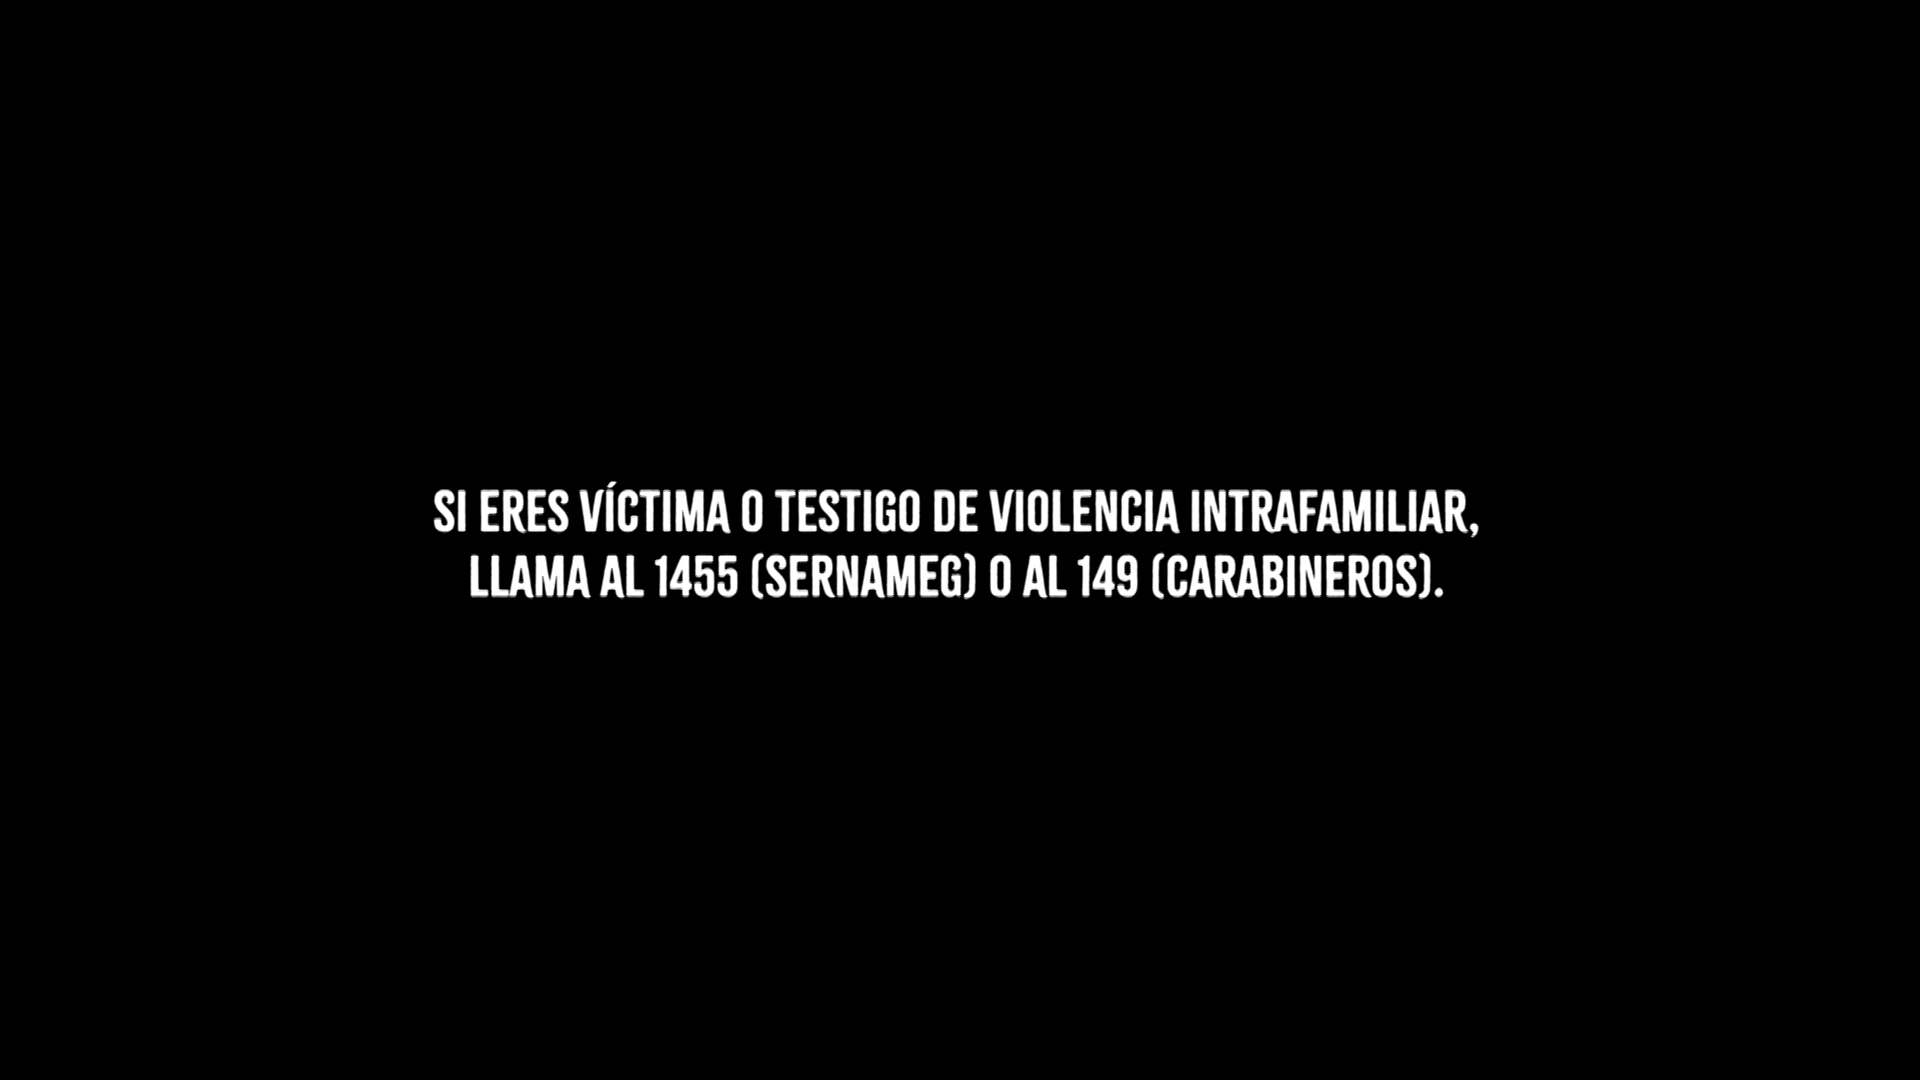 SI ERES VÍCTIMA O TESTIGO DE VIOLENCIA INTRAFAMILIAR,
LLAMA AL 1455 (SERNAMEG) O AL 149 (CARABINEROS).